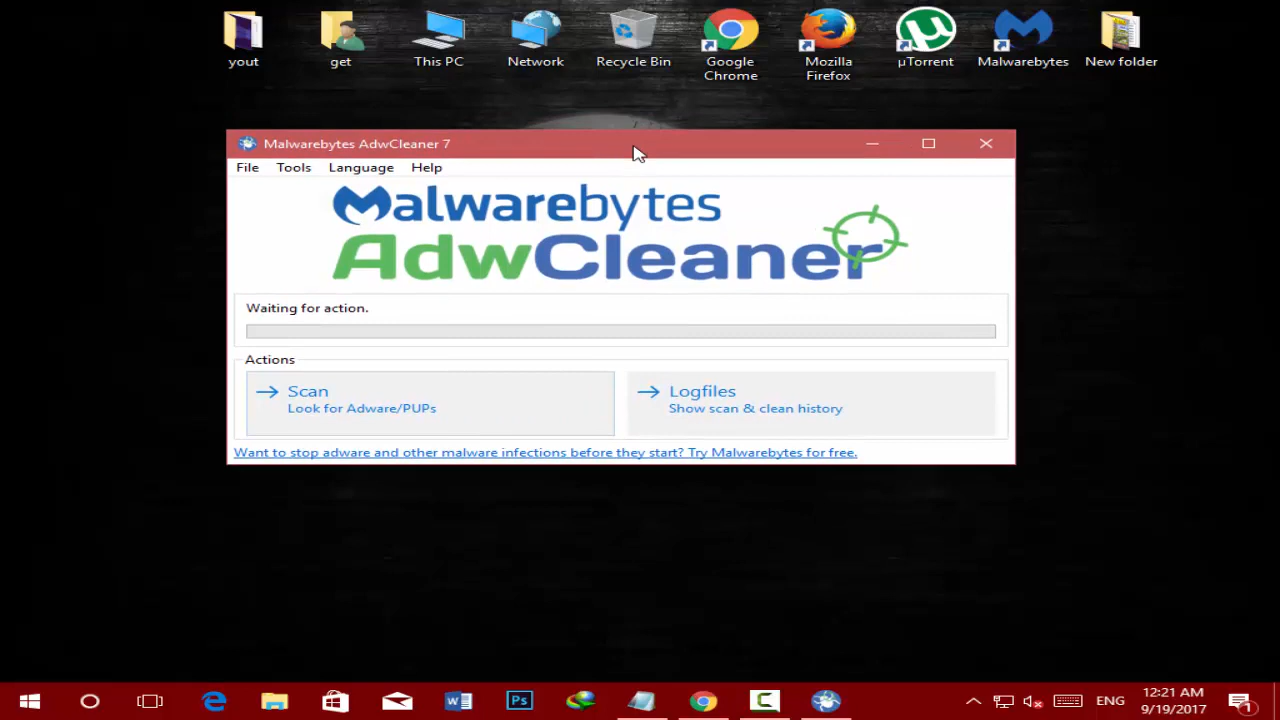 yout
get
This PC
Network
Recycle Bin
Google
Chrome
Mozilla
Firefox
µTorrent
Malwarebytes
New folder
Malwarebytes AdwCleaner 7
File Tools Language Help
Malwarebytes
AdwCleaner
Waiting for action.
Actions
Scan
Look for Adware/PUPs
Logfiles
Show scan & clean history
Want to stop adware and other malware infections before they start? Try Malwarebytes for free.
Ps
ENG
12:21 AM
9/19/2017
1